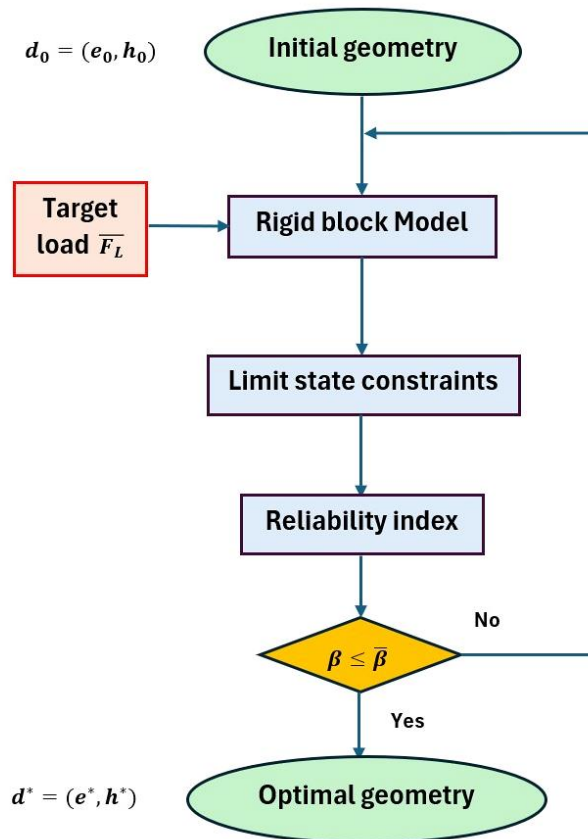 d₀ = (e₀, h₀)
Initial geometry
Target
load F̅_L̅
Rigid block Model
Limit state constraints
Reliability index
β ≤ β̅
No
Yes
d* = (e*, h*)
Optimal geometry